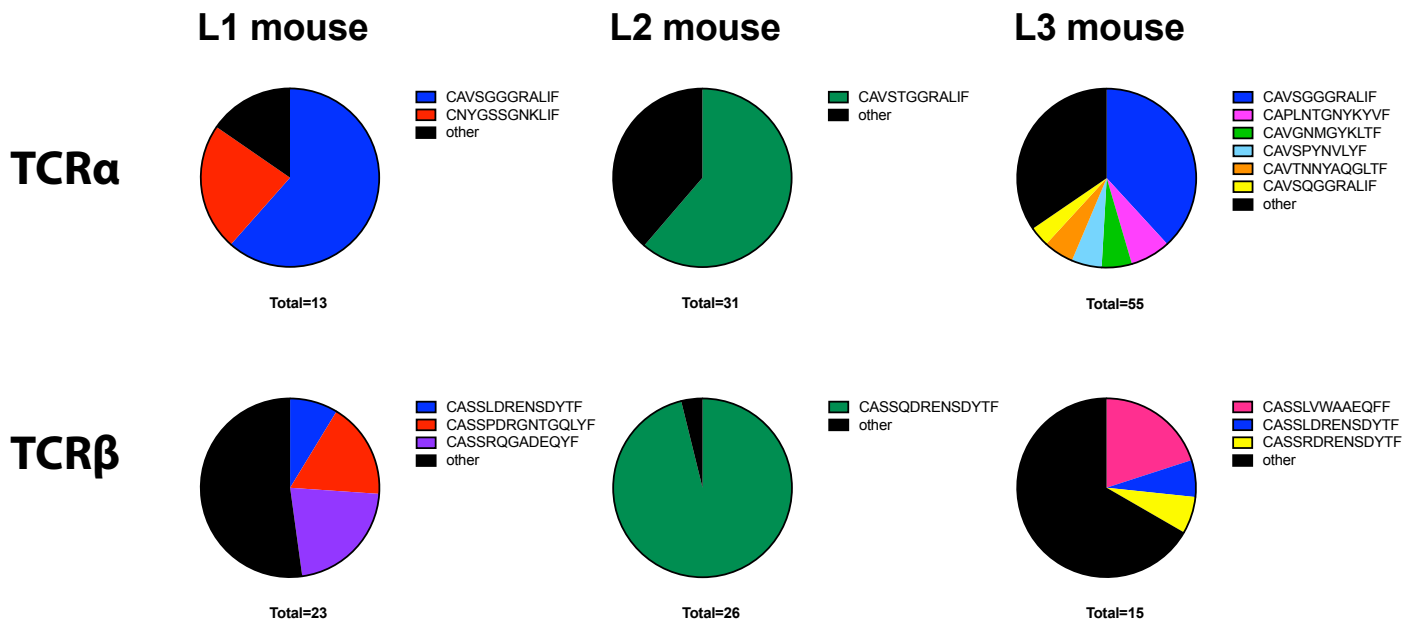 L1 mouse
L2 mouse
L3 mouse
TCRα
CAVSGGGRALIF
CNYGSSGNKLIF
other
Total=13
CAVSTGGRALIF
other
Total=31
CAVSGGGRALIF
CAPLNTGNYKYVF
CAVGNMGYKLTF
CAVSPYNVLYF
CAVTNNYAQGLTF
CAVSQGGRALIF
other
Total=55
TCRβ
CASSLDRENSDYTF
CASSPDRGNTGQLYF
CASSRQGADEQYF
other
Total=23
CASSQDRENSDYTF
other
Total=26
CASSLVWAAEQFF
CASSLDRENSDYTF
CASSRDRENSDYTF
other
Total=15